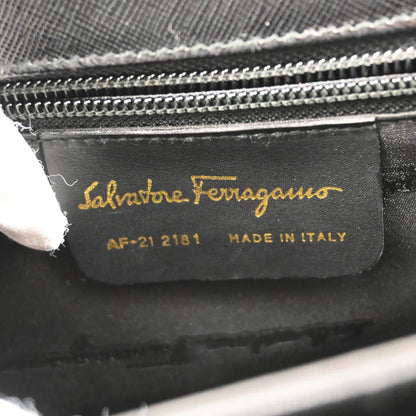 Salvatore Ferragamo
AF-21 2181 MADE IN ITALY